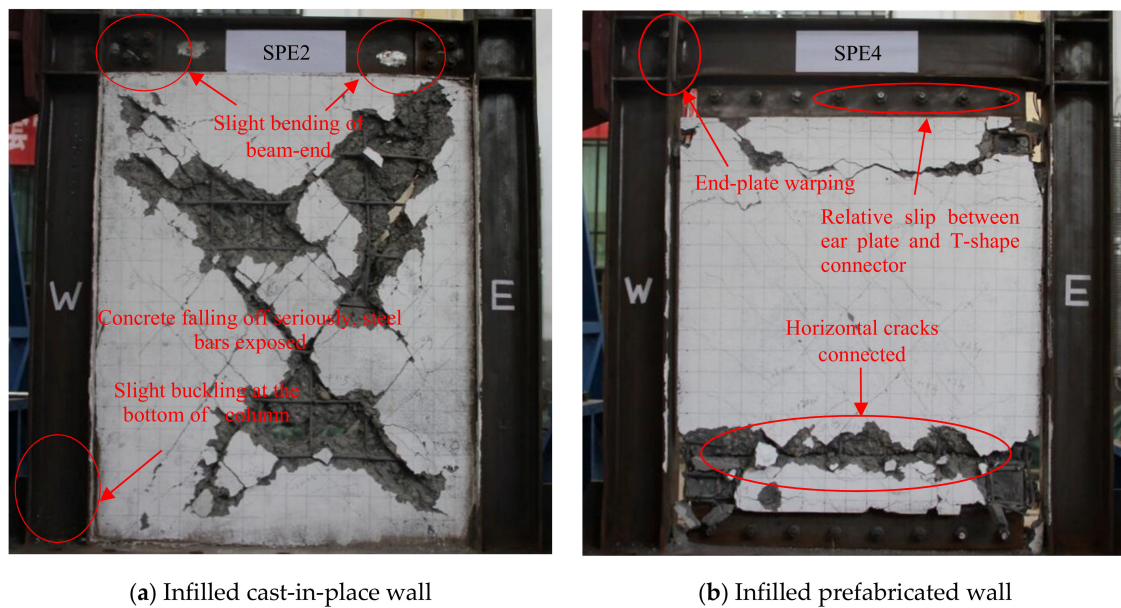 SPE2
Slight bending of
beam-end
W
E
Concrete falling off seriously, steel
bars exposed
Slight buckling at the
bottom of column
SPE4
End-plate warping
Relative slip between
ear plate and T-shape
connector
W
E
Horizontal cracks
connected
(a) Infilled cast-in-place wall
(b) Infilled prefabricated wall